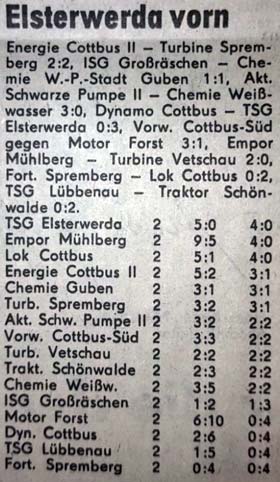 Elsterwerda vorn
Energie Cottbus II – Turbine Sprem-
berg 2:2, ISG Großräschen – Che-
mie W.-P.-Stadt Guben 1:1, Akt.
Schwarze Pumpe II – Chemie Weiß-
wasser 3:0, Dynamo Cottbus – TSG
Elsterwerda 0:3, Vorw. Cottbus-Süd
gegen Motor Forst 3:1, Empor
Mühlberg – Turbine Vetschau 2:0,
Fort. Spremberg – Lok Cottbus 0:2,
TSG Lübbenau – Traktor Schön-
walde 0:2.
TSG Elsterwerda 2 5:0 4:0
Empor Mühlberg 2 9:5 4:0
Lok Cottbus 2 5:1 4:0
Energie Cottbus II 2 5:2 3:1
Chemie Guben 2 3:1 3:1
Turb. Spremberg 2 3:2 3:1
Akt. Schw. Pumpe II 2 3:2 2:2
Vorw. Cottbus-Süd 2 3:3 2:2
Turb. Vetschau 2 2:2 2:2
Trakt. Schönwalde 2 2:3 2:2
Chemie Weißw. 2 3:5 2:2
ISG Großräschen 2 1:2 1:3
Motor Forst 2 6:10 0:4
Dyn. Cottbus 2 2:6 0:4
TSG Lübbenau 2 1:5 0:4
Fort. Spremberg 2 0:4 0:4